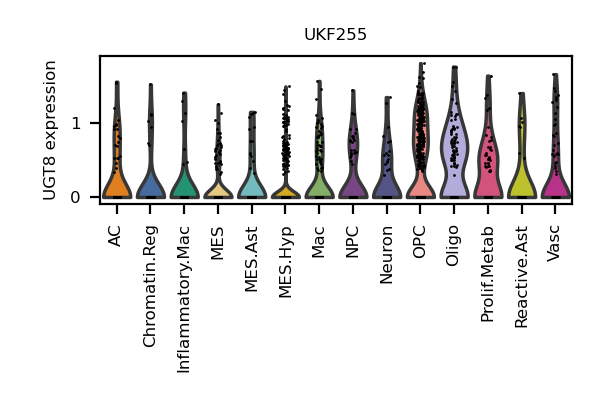 UKF255
UGT8 expression
1
0
AC
Chromatin.Reg
Inflammatory.Mac
MES
MES.Ast
MES.Hyp
Mac
NPC
Neuron
OPC
Oligo
Prolif.Metab
Reactive.Ast
Vasc